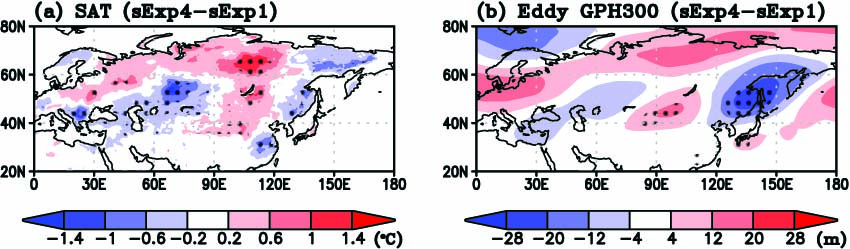 (a) SAT (sExp4−sExp1)
80N
60N
40N
20N
0 30E 60E 90E 120E 150E 180
−1.4 −1 −0.6 −0.2 0.2 0.6 1 1.4 (°C)
(b) Eddy GPH300 (sExp4−sExp1)
80N
60N
40N
20N
0 30E 60E 90E 120E 150E 180
−28 −20 −12 −4 4 12 20 28 (m)